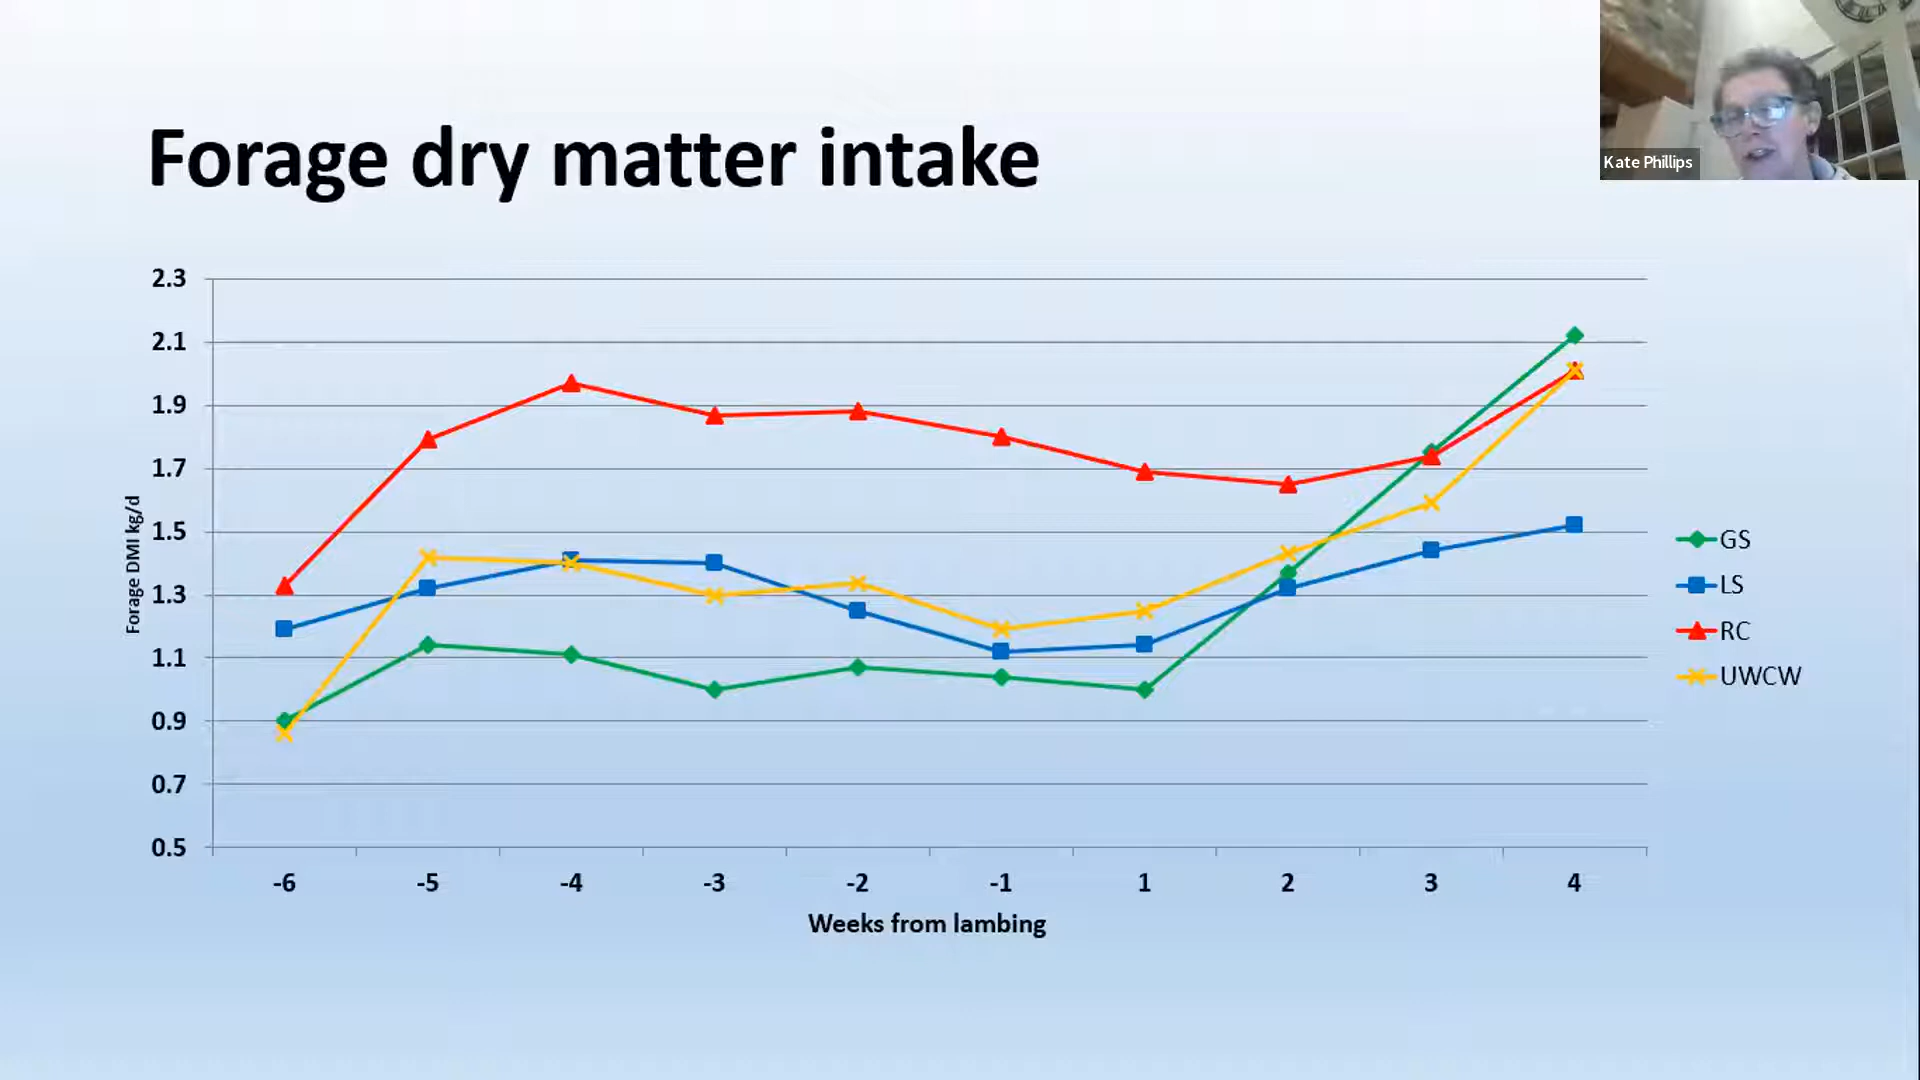 Kate Phillips
Forage dry matter intake
2.3
2.1
1.9
1.7
1.5
1.3
1.1
0.9
0.7
0.5
Forage DMI kg/d
-6 -5 -4 -3 -2 -1 1 2 3 4
Weeks from lambing
GS
LS
RC
UWCW